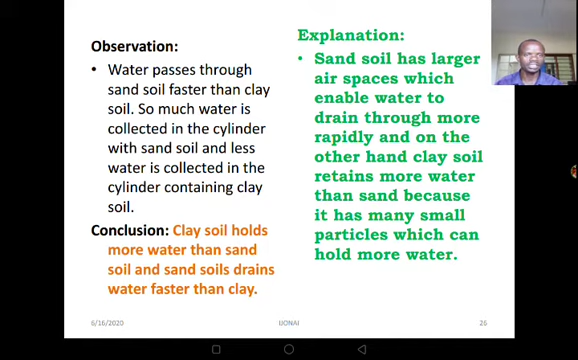 Observation:
• Water passes through
sand soil faster than clay
soil. So much water is
collected in the cylinder
with sand soil and less
water is collected in the
cylinder containing clay
soil.
Conclusion: Clay soil holds
more water than sand
soil and sand soils drains
water faster than clay.
Explanation:
• Sand soil has larger
air spaces which
enable water to
drain through more
rapidly and on the
other hand clay soil
retains more water
than sand because
it has many small
particles which can
hold more water.
6/16/2020
IJONAI
26